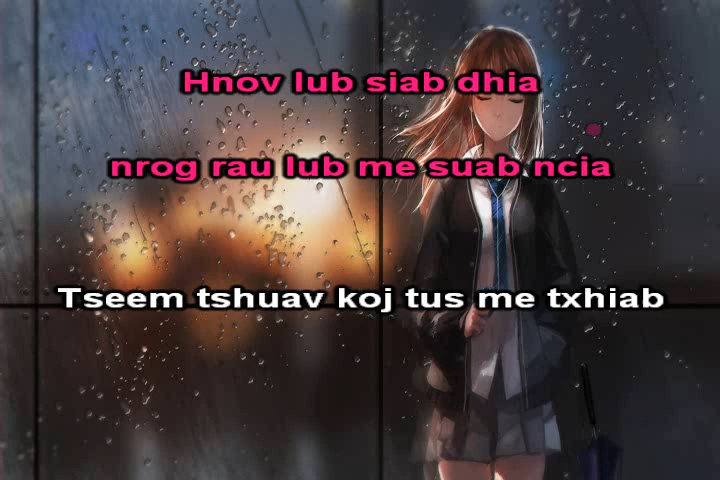 Hnov lub siab dhia
nrog rau lub me suab ncia
Tseem tshuav koj tus me txhiab